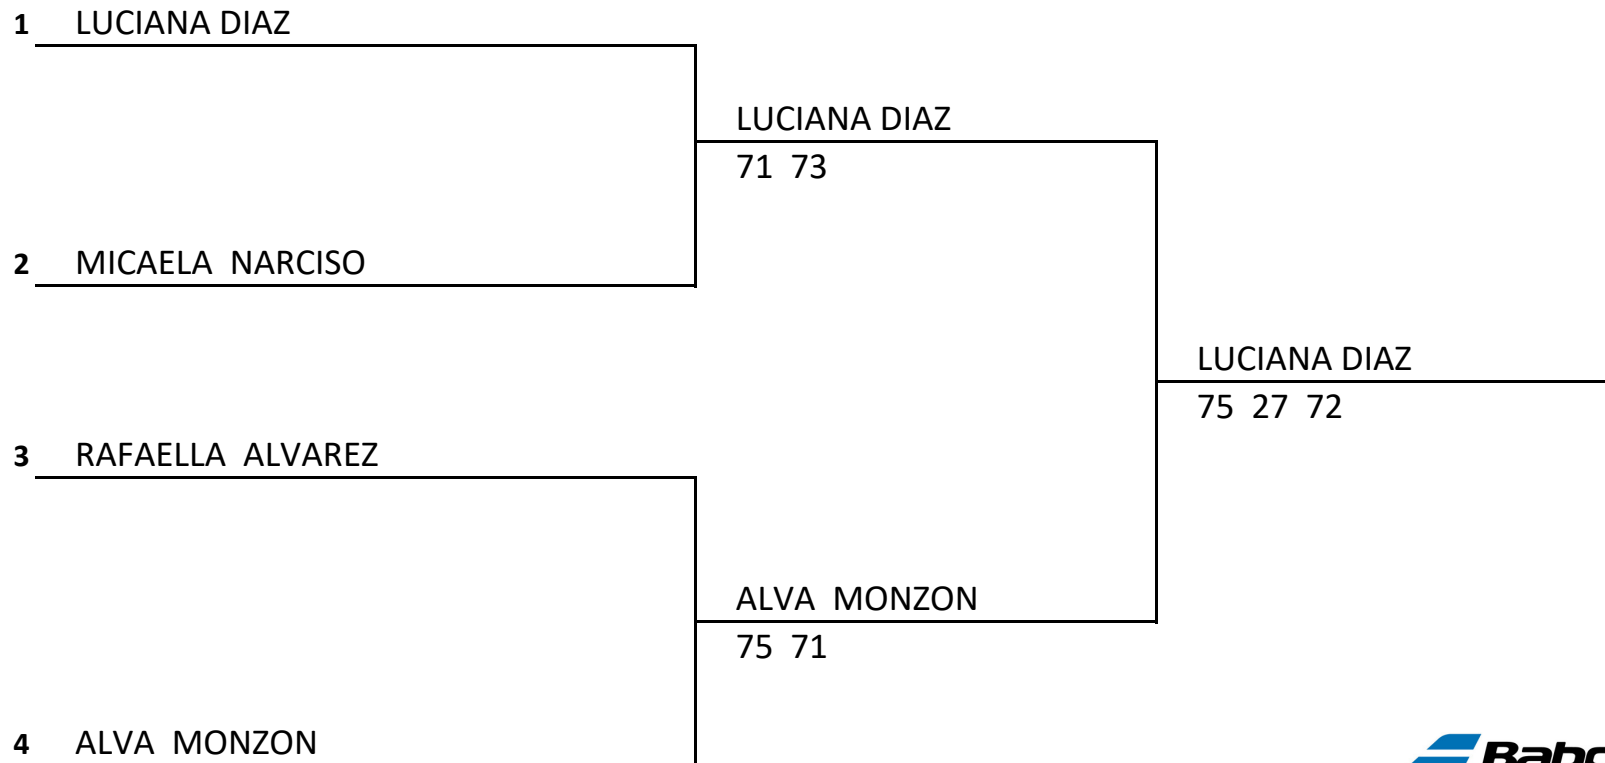 1 LUCIANA DIAZ
LUCIANA DIAZ
71 73
2 MICAELA NARCISO
LUCIANA DIAZ
75 27 72
3 RAFAELLA ALVAREZ
ALVA MONZON
75 71
4 ALVA MONZON